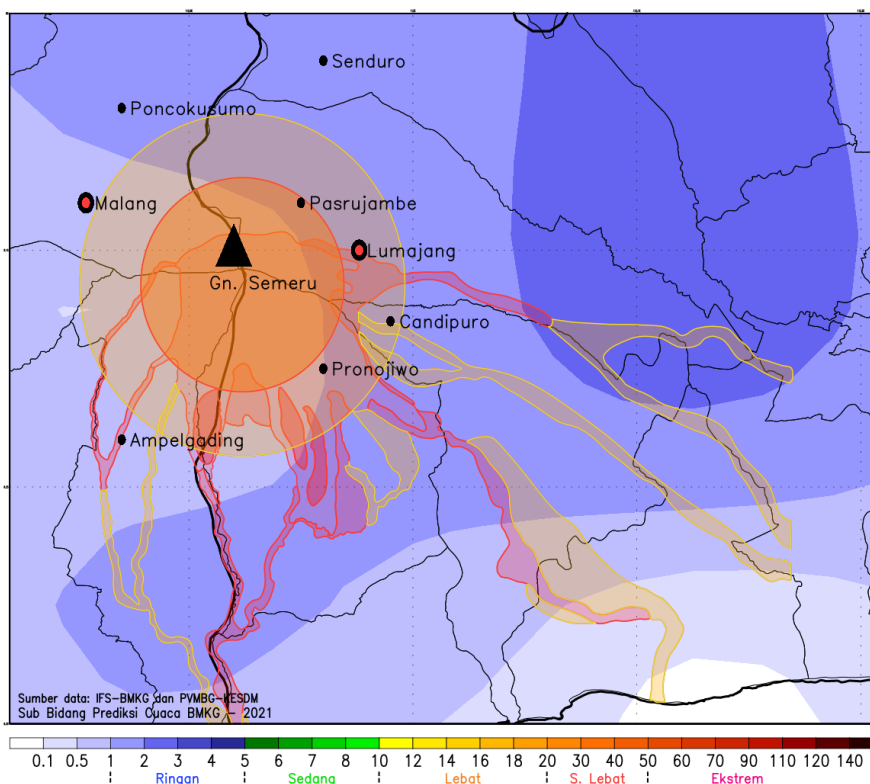 Senduro
Poncokusumo
Malang
Pasrujambe
Lumajang
Gn. Semeru
Candipuro
Pronojiwo
Ampelgading
Sumber data: IFS-BMKG dan PVMBG-KESDM
Sub Bidang Prediksi Cuaca BMKG - 2021
0.1 0.5 1 2 3 4 5 6 7 8 10 12 14 16 18 20 30 40 50 60 70 90 110 120 140
Ringan Sedang Lebat S. Lebat Ekstrem